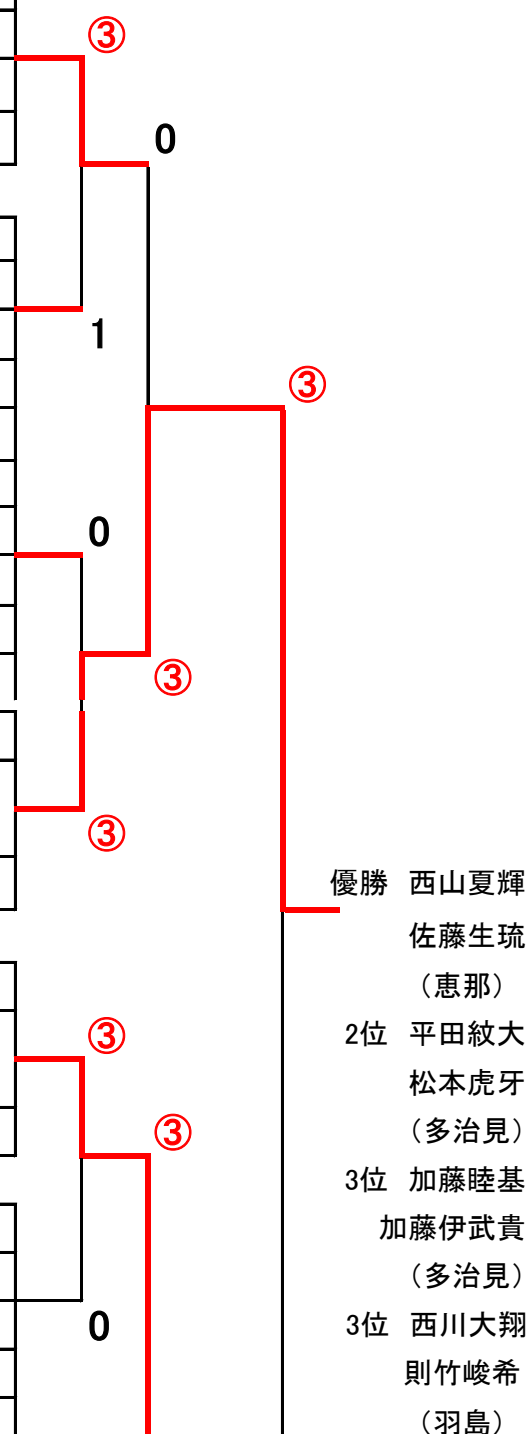 ③
0
1
③
0
③
③
優勝 西山夏輝
佐藤生琉
（恵那）
③
2位 平田紋大
松本虎牙
③
（多治見）
3位 加藤睦基
加藤伊武貴
（多治見）
0
3位 西川大翔
則竹峻希
（羽島）